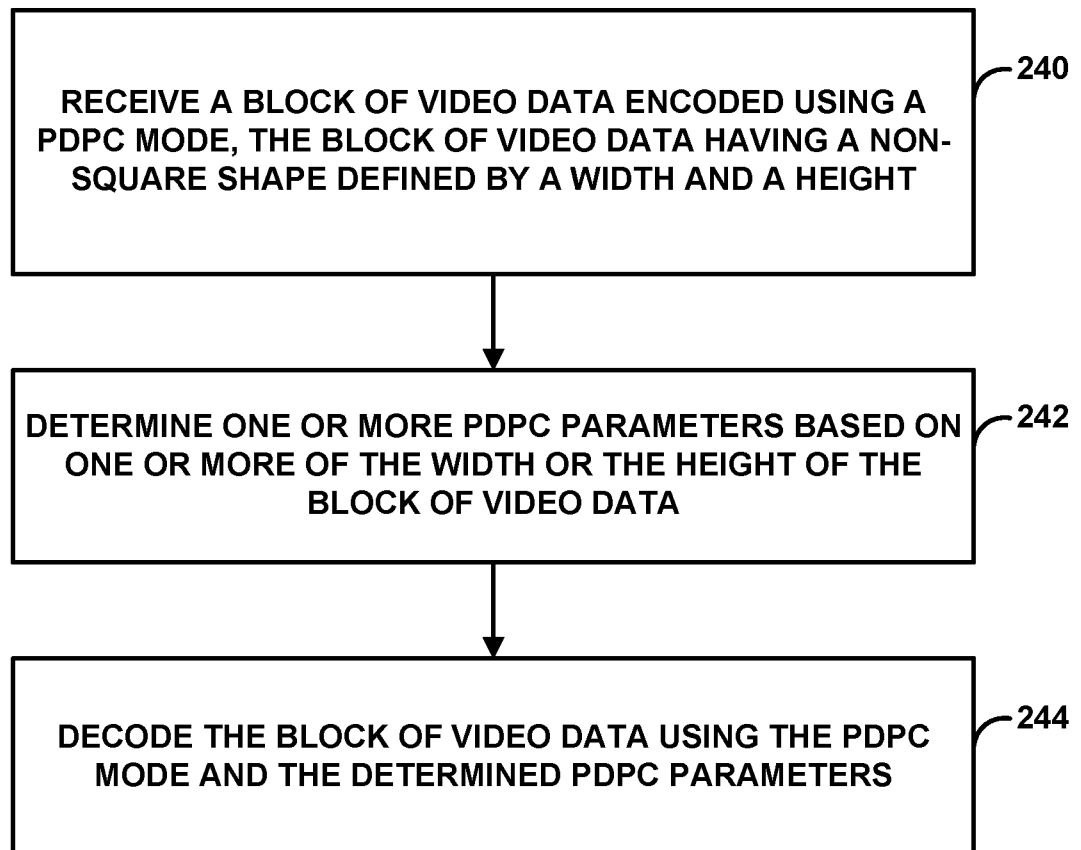 RECEIVE A BLOCK OF VIDEO DATA ENCODED USING A
PDPC MODE, THE BLOCK OF VIDEO DATA HAVING A NON-
SQUARE SHAPE DEFINED BY A WIDTH AND A HEIGHT
240
DETERMINE ONE OR MORE PDPC PARAMETERS BASED ON
ONE OR MORE OF THE WIDTH OR THE HEIGHT OF THE
BLOCK OF VIDEO DATA
242
DECODE THE BLOCK OF VIDEO DATA USING THE PDPC
MODE AND THE DETERMINED PDPC PARAMETERS
244